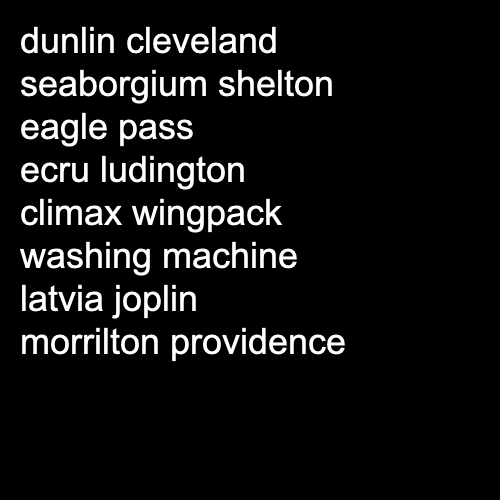 dunlin cleveland
seaborgium shelton
eagle pass
ecru ludington
climax wingpack
washing machine
latvia joplin
morrilton providence